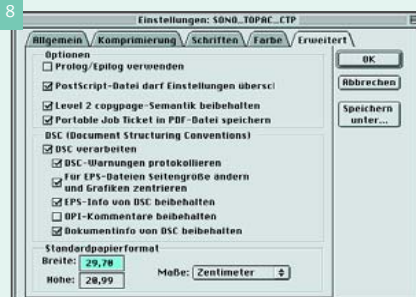 8
Einstellungen: SONO_TOPAC_CTP
Allgemein Komprimierung Schriften Farbe Erweitert
Optionen
Prolog/Epilog verwenden
PostScript-Datei darf Einstellungen übersc
Level 2 copypage-Semantik beibehalten
Portable Job Ticket in PDF-Datei speichern
DSC (Document Structuring Conventions)
DSC verarbeiten
DSC-Warnungen protokollieren
Für EPS-Dateien Seitengröße ändern
und Grafiken zentrieren
EPS-Info von DSC beibehalten
OPI-Kommentare beibehalten
Dokumentinfo von DSC beibehalten
Standardpapierformat
Breite: 29,70
Höhe: 20,99
Maße: Zentimeter
OK
Abbrechen
Speichern
unter...